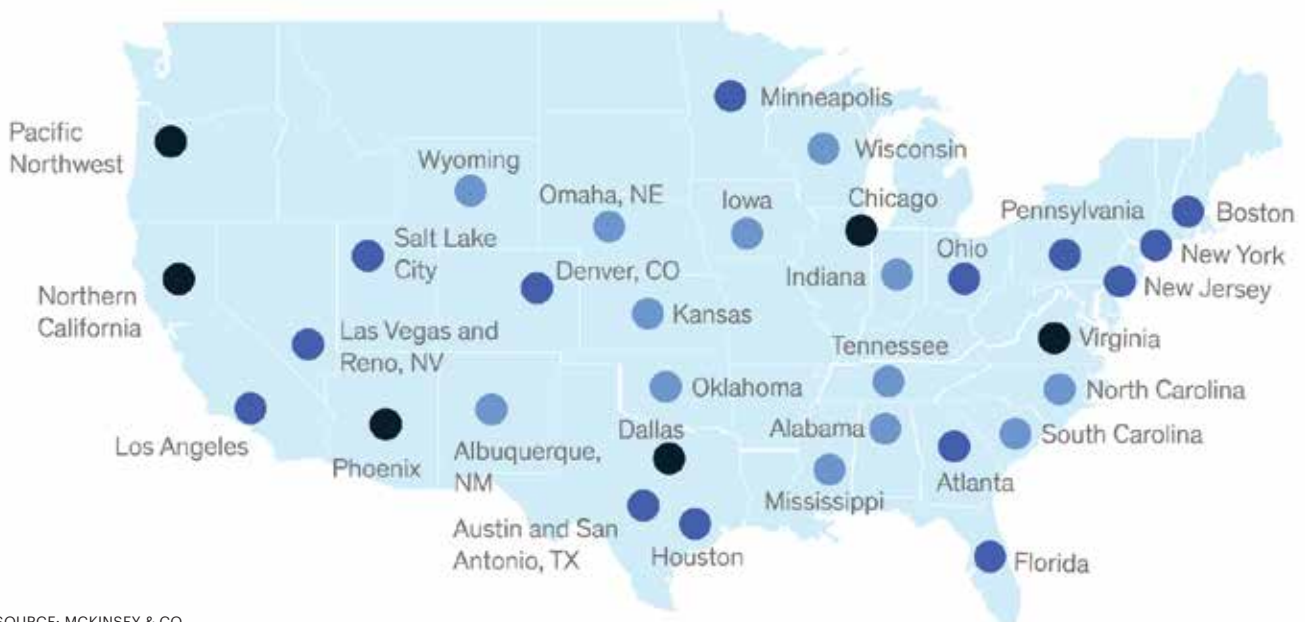 Minneapolis
Pacific
Northwest
Wisconsin
Wyoming
Omaha, NE
Iowa
Chicago
Pennsylvania
Boston
Salt Lake
City
Ohio
New York
Denver, CO
Indiana
New Jersey
Northern
California
Kansas
Las Vegas and
Reno, NV
Tennessee
Virginia
Oklahoma
North Carolina
Dallas
Alabama
South Carolina
Los Angeles
Phoenix
Albuquerque,
NM
Atlanta
Mississippi
Austin and San
Antonio, TX
Houston
Florida
SOURCE: MCKINSEY & CO.